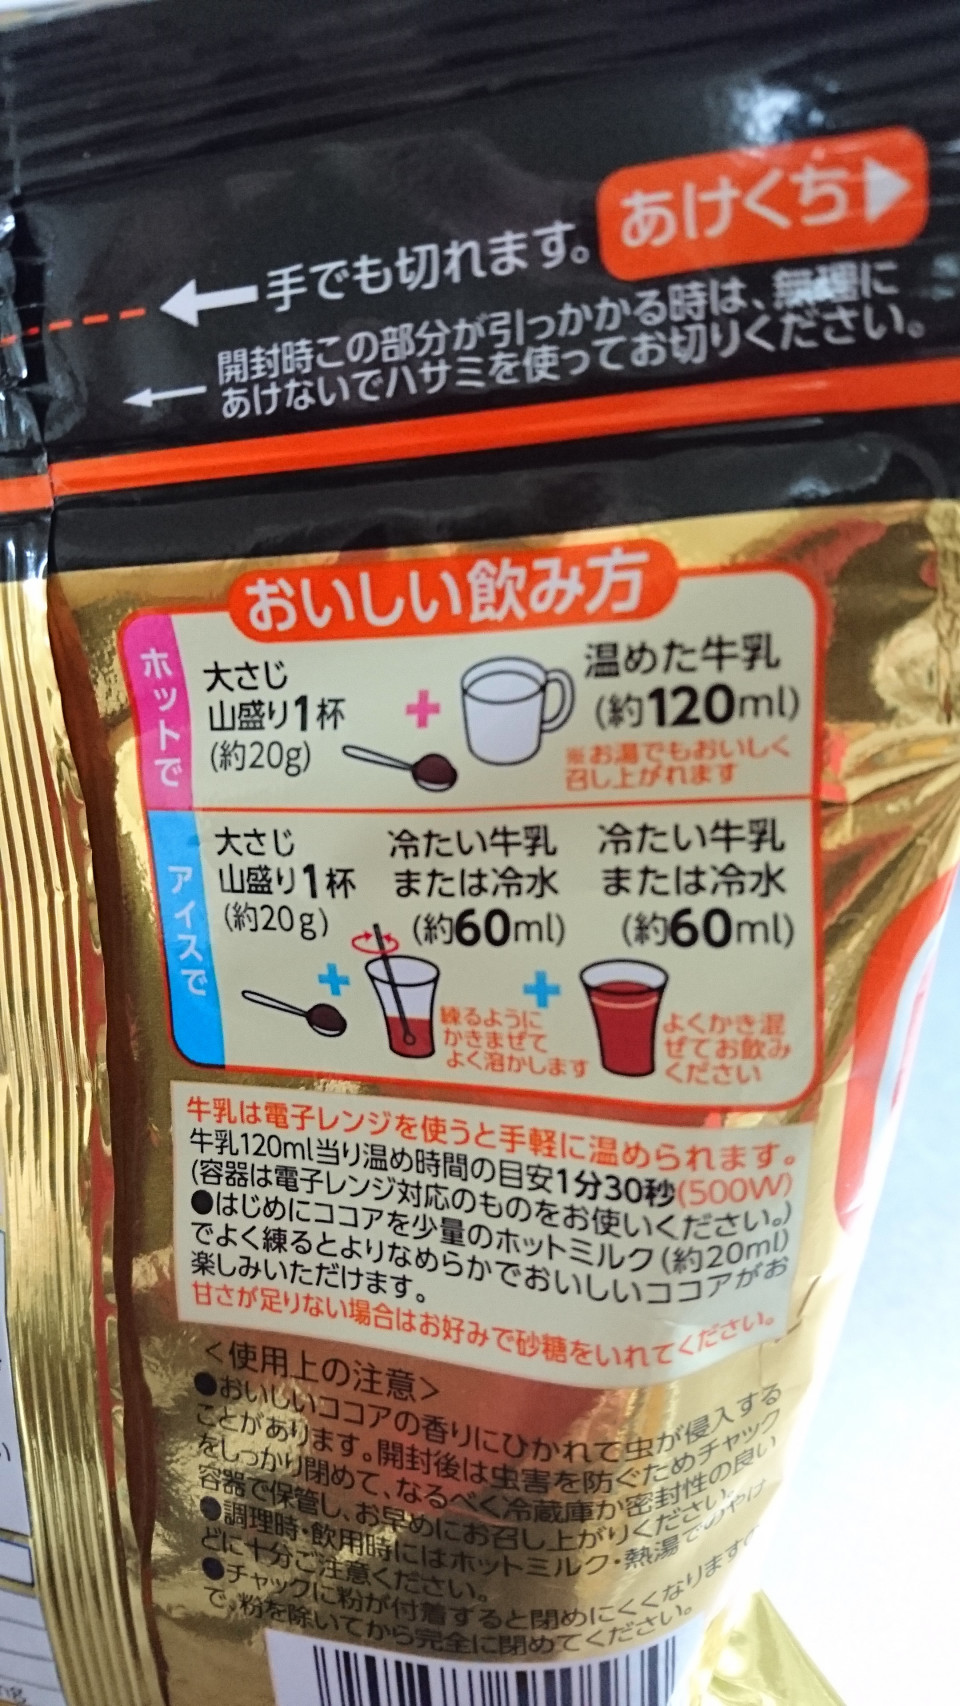 あけくち
手でも切れます。
開封時この部分が引っかかる時は、無理に
あけないでハサミを使ってお切りください。
おいしい飲み方
ホットで
大さじ
山盛り1杯
(約20g)
+
温めた牛乳
(約120ml)
※お湯でもおいしく
召し上がれます
アイスで
大さじ
山盛り1杯
(約20g)
+
冷たい牛乳
または冷水
(約60ml)
練るように
かきまぜて
よく溶かします
+
冷たい牛乳
または冷水
(約60ml)
よくかき混
ぜてお飲み
ください
牛乳は電子レンジを使うと手軽に温められます。
牛乳120ml当り温め時間の目安1分30秒(500W)
(容器は電子レンジ対応のものをお使いください。)
●はじめにココアを少量のホットミルク(約20ml)
でよく練るとよりなめらかでおいしいココアがお
楽しみいただけます。
甘さが足りない場合はお好みで砂糖をいれてください。
<使用上の注意>
●おいしいココアの香りにひかれて虫が侵入する
ことがあります。開封後は虫害を防ぐためチャック
をしっかり閉めて、なるべく冷蔵庫か密封性の良い
容器で保管し、お早めにお召し上がりください。
●調理時・飲用時にはホットミルク・熱湯でのやけ
どに十分ご注意ください。
●チャックに粉が付着すると閉めにくくなりますの
で、粉を除いてから完全に閉めてください。